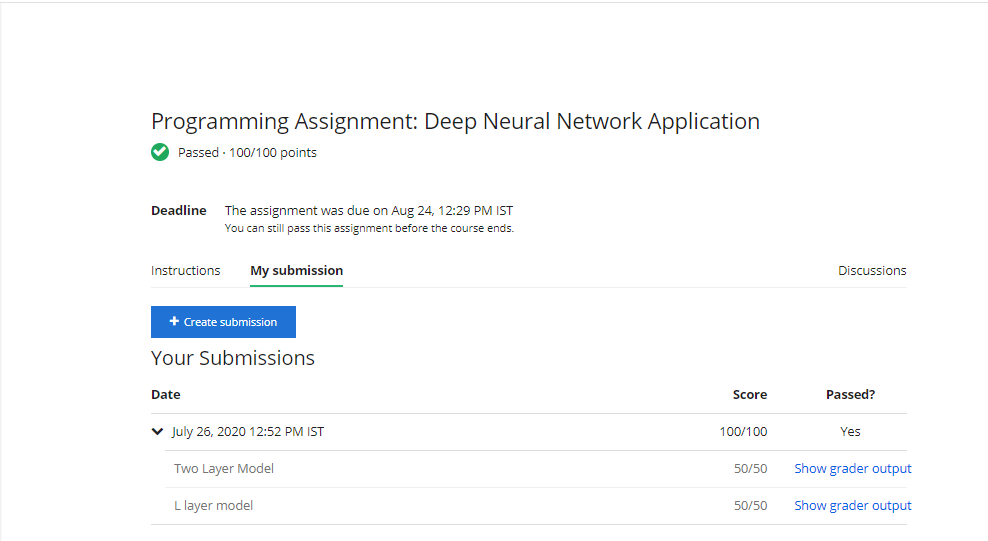 Programming Assignment: Deep Neural Network Application
Passed · 100/100 points
Deadline The assignment was due on Aug 24, 12:29 PM IST
You can still pass this assignment before the course ends.
Instructions My submission Discussions
+ Create submission
Your Submissions
Date Score Passed?
July 26, 2020 12:52 PM IST 100/100 Yes
Two Layer Model 50/50 Show grader output
L layer model 50/50 Show grader output